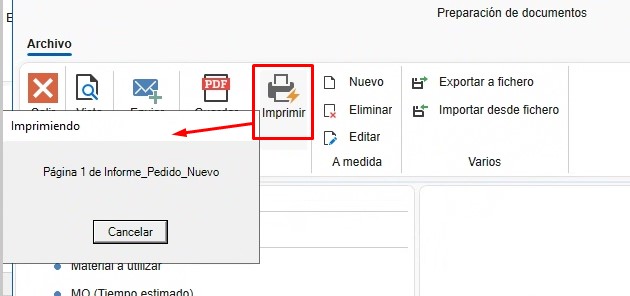 Preparación de documentos
Archivo
PDF
Imprimir
Nuevo
Eliminar
Editar
A medida
Exportar a fichero
Importar desde fichero
Varios
Imprimiendo
Página 1 de Informe_Pedido_Nuevo
Cancelar
Material a utilizar
MO (Tiempo estimado)